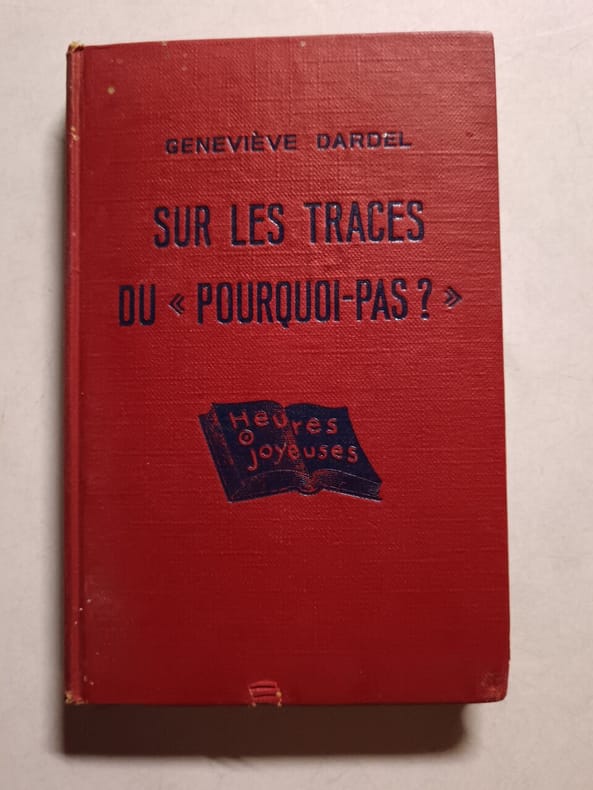 GENEVIÈVE DARDEL
SUR LES TRACES
DU « POURQUOI-PAS ? »
Heures
Joyeuses